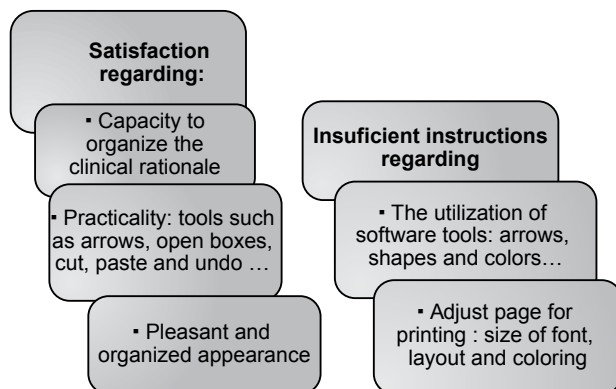 Satisfaction
regarding:
▪ Capacity to
organize the
clinical rationale
▪ Practicality: tools such
as arrows, open boxes,
cut, paste and undo …
▪ Pleasant and
organized appearance
Insuficient instructions
regarding
▪ The utilization of
software tools: arrows,
shapes and colors…
▪ Adjust page for
printing : size of font,
layout and coloring